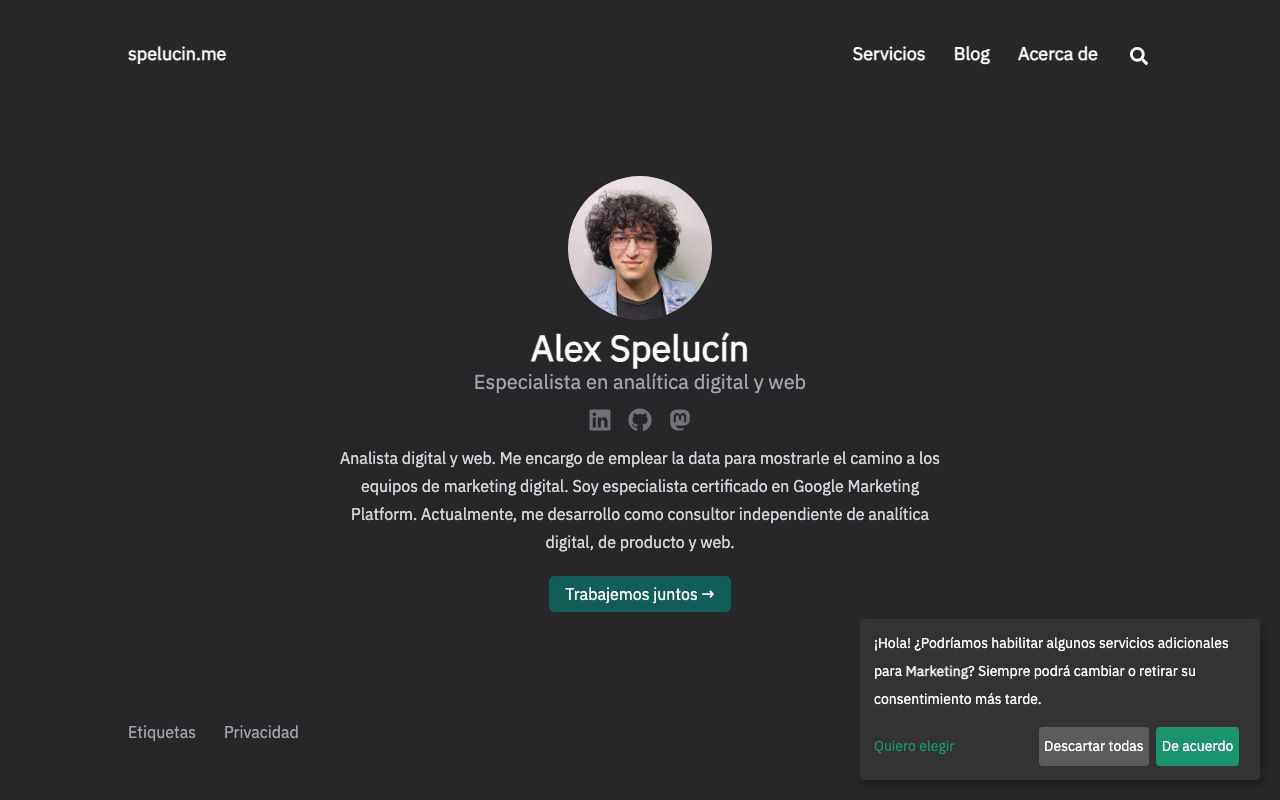 spelucin.me
Servicios
Blog
Acerca de
Alex Spelucín
Especialista en analítica digital y web
Analista digital y web. Me encargo de emplear la data para mostrarle el camino a los
equipos de marketing digital. Soy especialista certificado en Google Marketing
Platform. Actualmente, me desarrollo como consultor independiente de analítica
digital, de producto y web.
Trabajemos juntos →
¡Hola! ¿Podríamos habilitar algunos servicios adicionales
para Marketing? Siempre podrá cambiar o retirar su
consentimiento más tarde.
Quiero elegir
Descartar todas
De acuerdo
Etiquetas
Privacidad